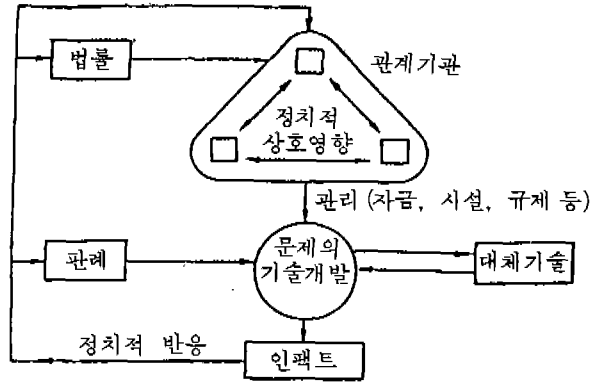 법률
관계기관
정치적
상호영향
관리 (자금, 시설, 규제 등)
판례
문제의
기술개발
대체기술
정치적 반응
인팩트